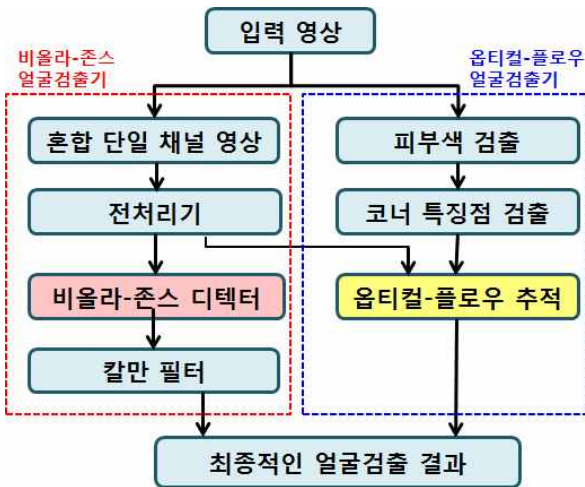 입력 영상
비올라-존스
얼굴검출기
옵티컬-플로우
얼굴검출기
혼합 단일 채널 영상
피부색 검출
전처리기
코너 특징점 검출
비올라-존스 디텍터
옵티컬-플로우 추적
칼만 필터
최종적인 얼굴검출 결과